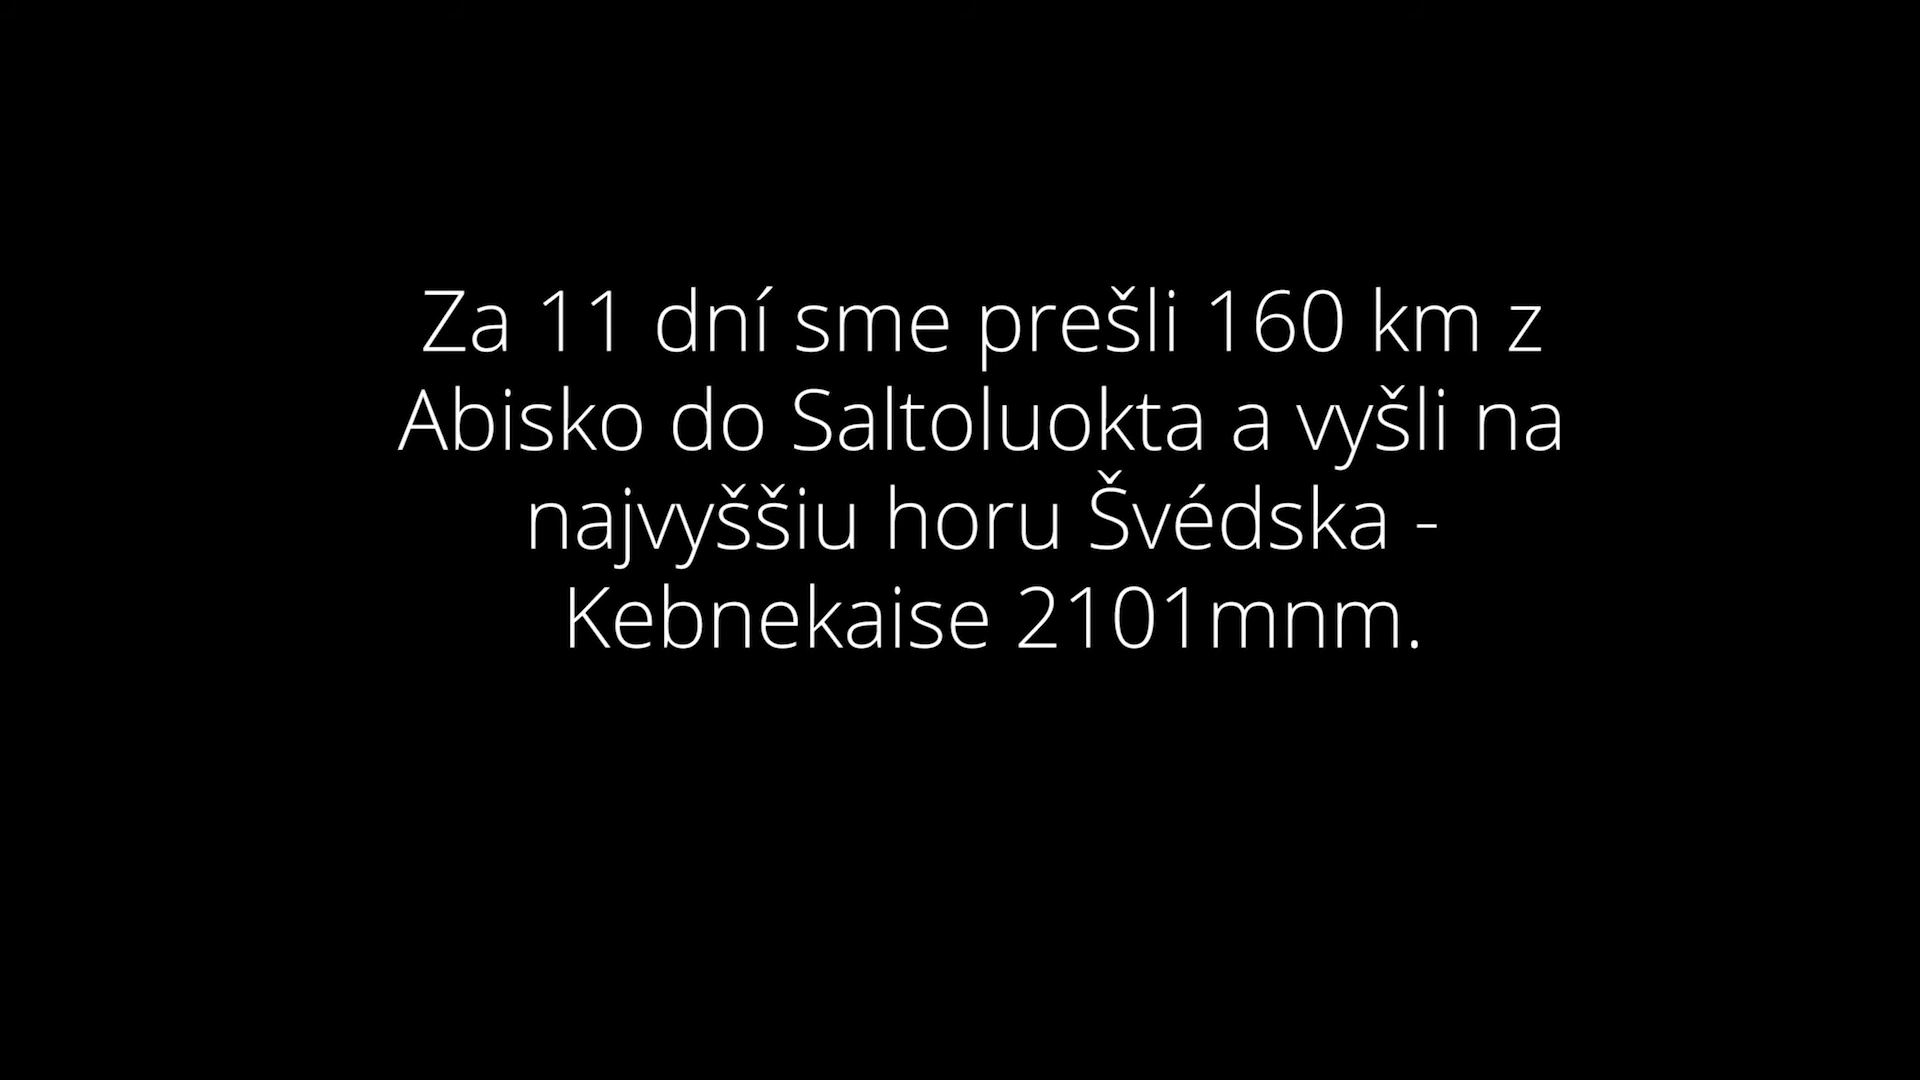 Za 11 dní sme prešli 160 km z
Abisko do Saltoluokta a vyšli na
najvyššiu horu Švédska -
Kebnekaise 2101mnm.